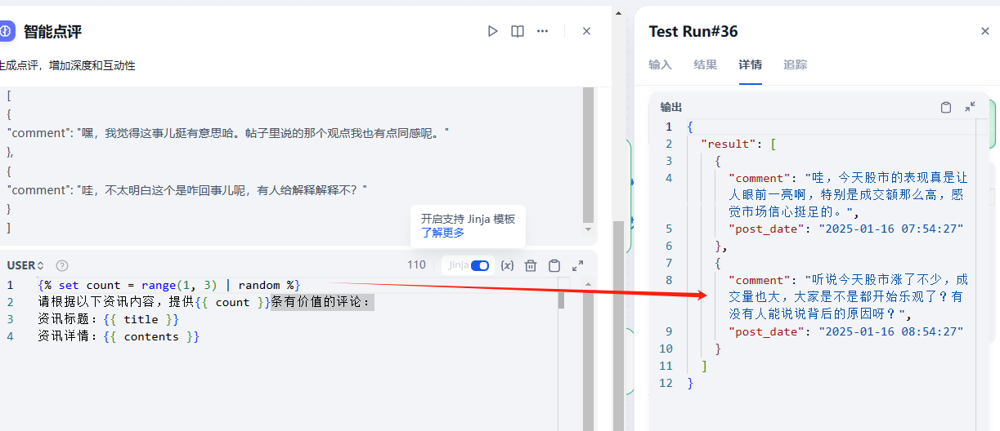 智能点评
生成点评，增加深度和互动性
[
{
"comment": "嘿，我觉得这事儿挺有意思哈。帖子里说的那个观点我也有点同感呢。"
},
{
"comment": "哇，不太明白这个是咋回事儿呢，有人给解释解释不？"
}
]
开启支持 Jinja 模板
了解更多
USER
110
Jinja
{x}
1 {% set count = range(1, 3) | random %}
2 请根据以下资讯内容，提供{{ count }}条有价值的评论：
3 资讯标题：{{ title }}
4 资讯详情：{{ contents }}
Test Run#36
输入 结果 详情 追踪
输出
1 {
2 "result": [
3 {
4 "comment": "哇，今天股市的表现真是让
人眼前一亮啊，特别是成交额那么高，感
觉市场信心挺足的。",
5 "post_date": "2025-01-16 07:54:27"
6 },
7 {
8 "comment": "听说今天股市涨了不少，成
交量也大，大家是不是都开始乐观了？有
没有人能说说背后的原因呀？",
9 "post_date": "2025-01-16 08:54:27"
10 }
11 ]
12 }